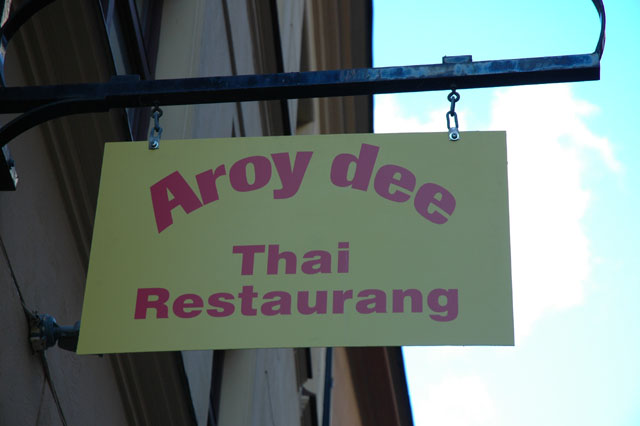 Aroy dee
Thai
Restaurang